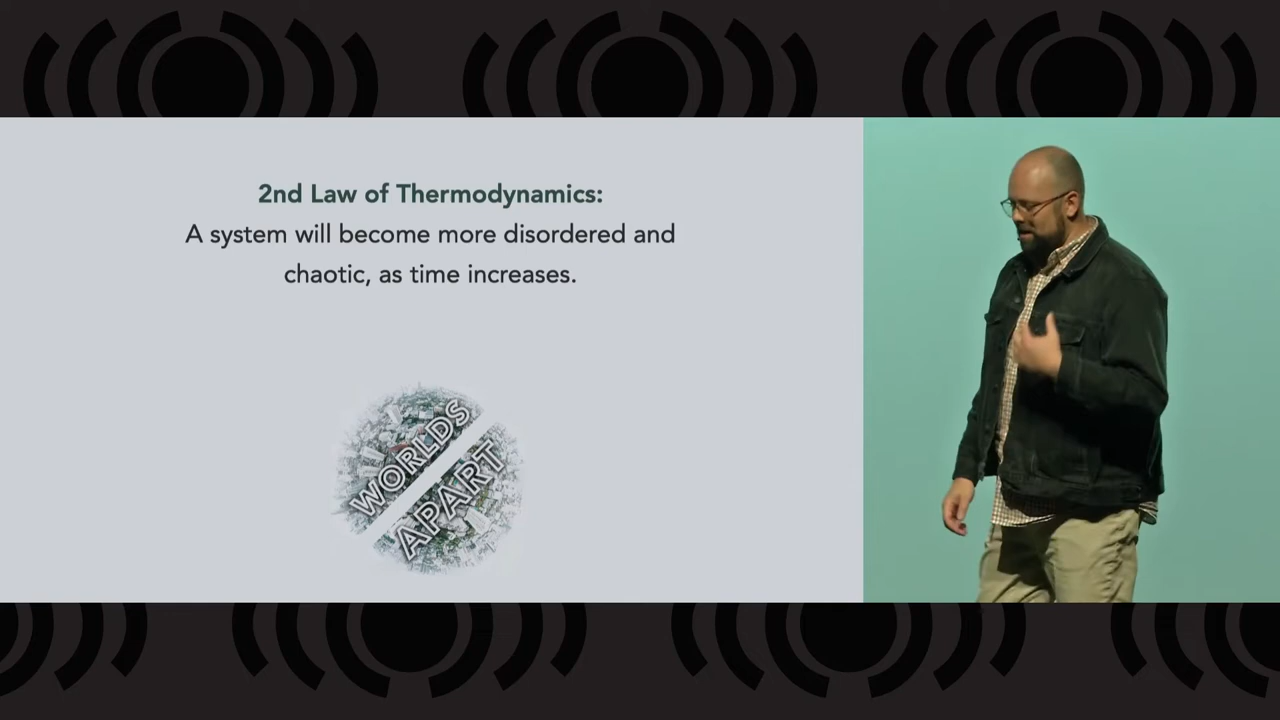 2nd Law of Thermodynamics:
A system will become more disordered and
chaotic, as time increases.
WORLDS
APART